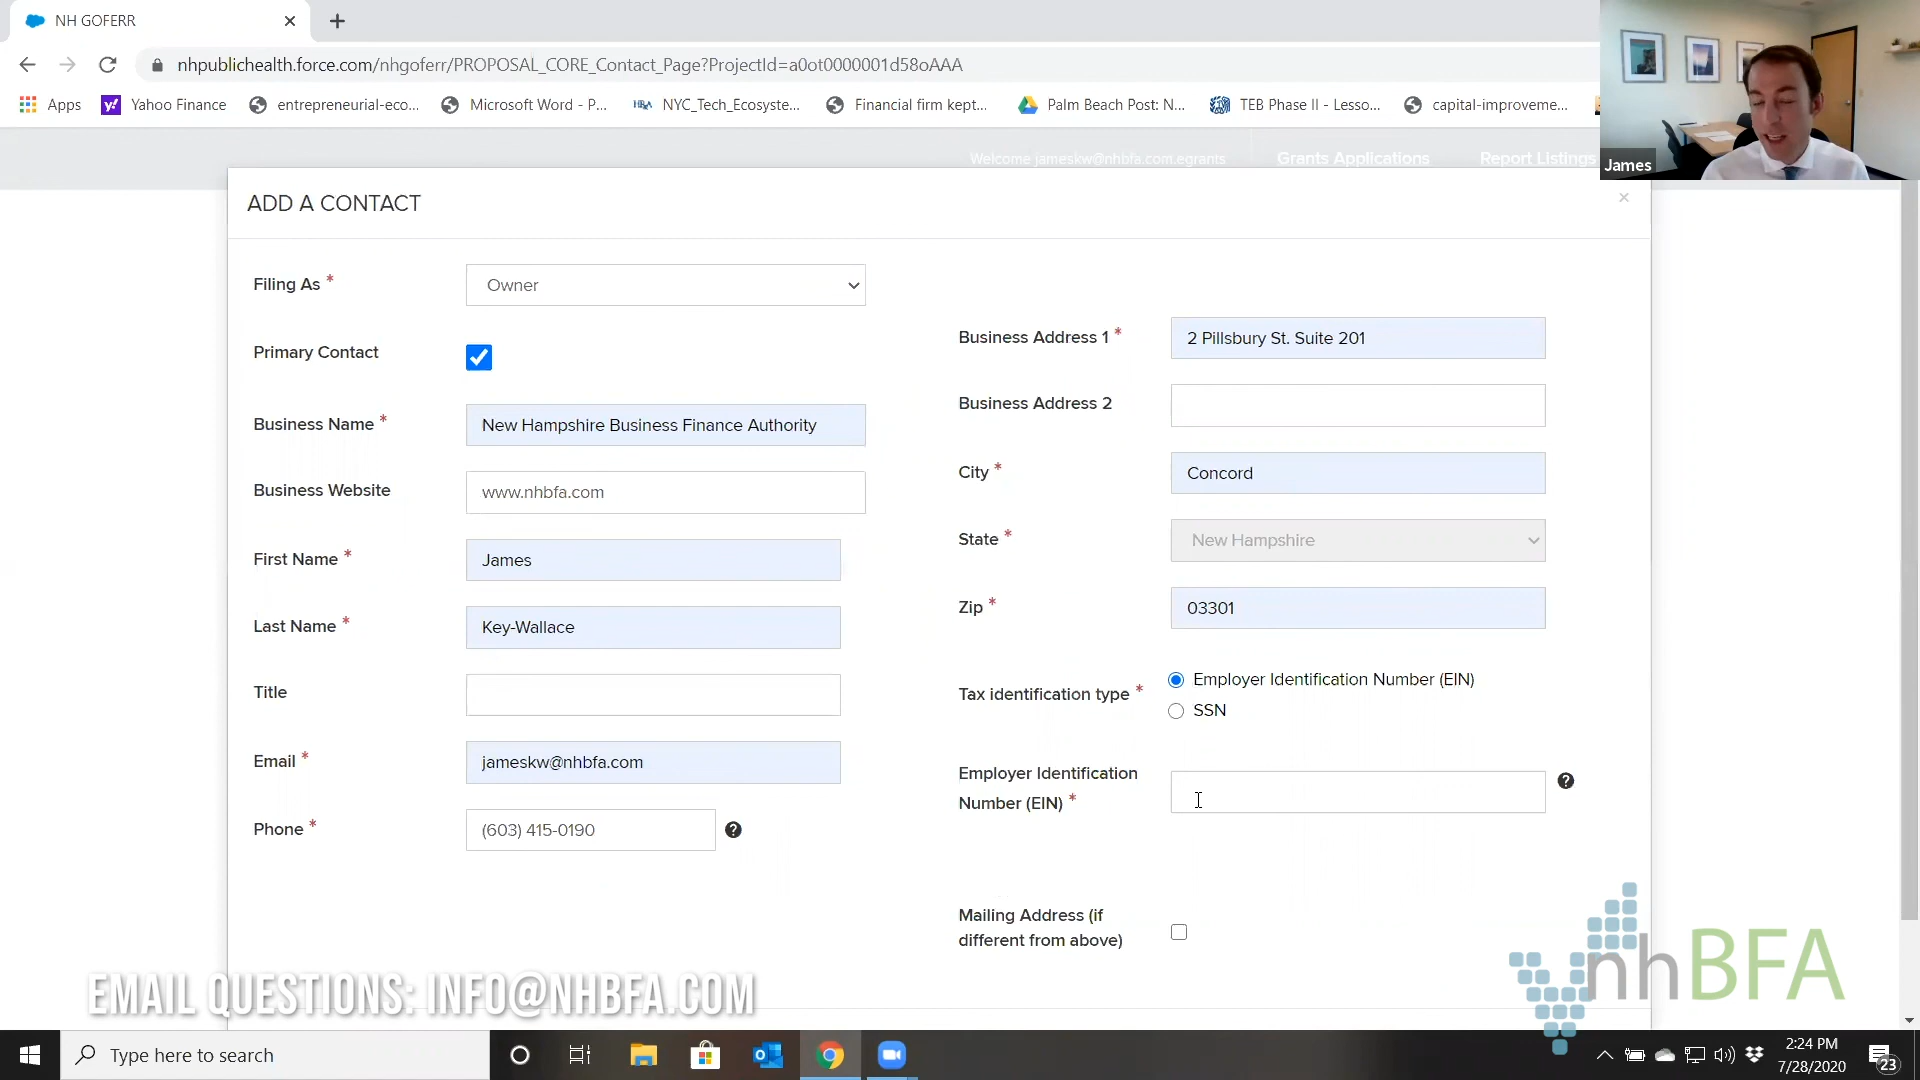 NH GOFERR
nhpublichealth.force.com/nhgoferr/PROPOSAL_CORE_Contact_Page?ProjectId=a0ot0000001d58oAAA
Apps Yahoo Finance entrepreneurial-eco... Microsoft Word - P... HRA NYC_Tech_Ecosyste... Financial firm kept... Palm Beach Post: N... TEB Phase II - Lesso... capital-improveme...
Welcome jameskw@nhbfa.com.egrants Grants Applications Report Listings
James
ADD A CONTACT
Filing As * Owner
Primary Contact
Business Name * New Hampshire Business Finance Authority
Business Website www.nhbfa.com
First Name * James
Last Name * Key-Wallace
Title
Email * jameskw@nhbfa.com
Phone * (603) 415-0190 ?
Business Address 1 * 2 Pillsbury St. Suite 201
Business Address 2
City * Concord
State * New Hampshire
Zip * 03301
Tax identification type * Employer Identification Number (EIN)
SSN
Employer Identification
Number (EIN) * ?
Mailing Address (if
different from above)
EMAIL QUESTIONS: INFO@NHBFA.COM
nhBFA
Type here to search
2:24 PM
7/28/2020
23